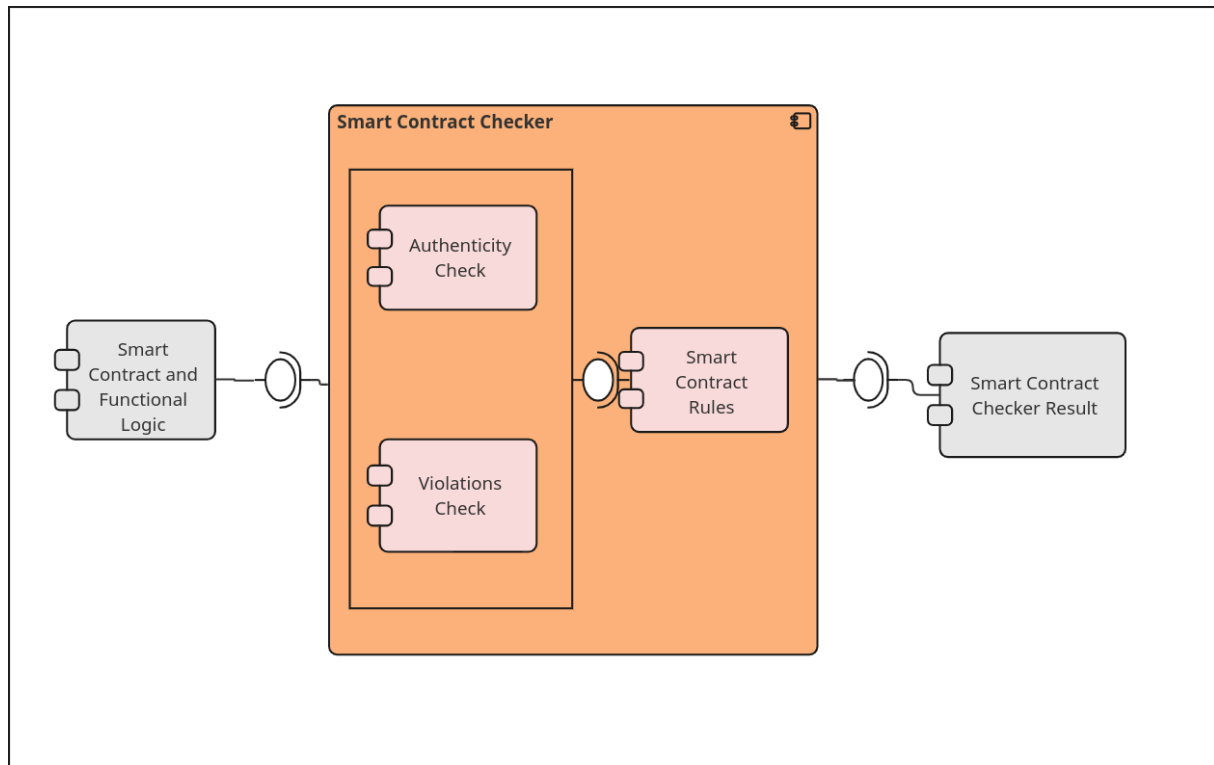 Smart Contract Checker
Authenticity
Check
Smart
Contract and
Functional
Logic
Smart
Contract
Rules
Smart Contract
Checker Result
Violations
Check